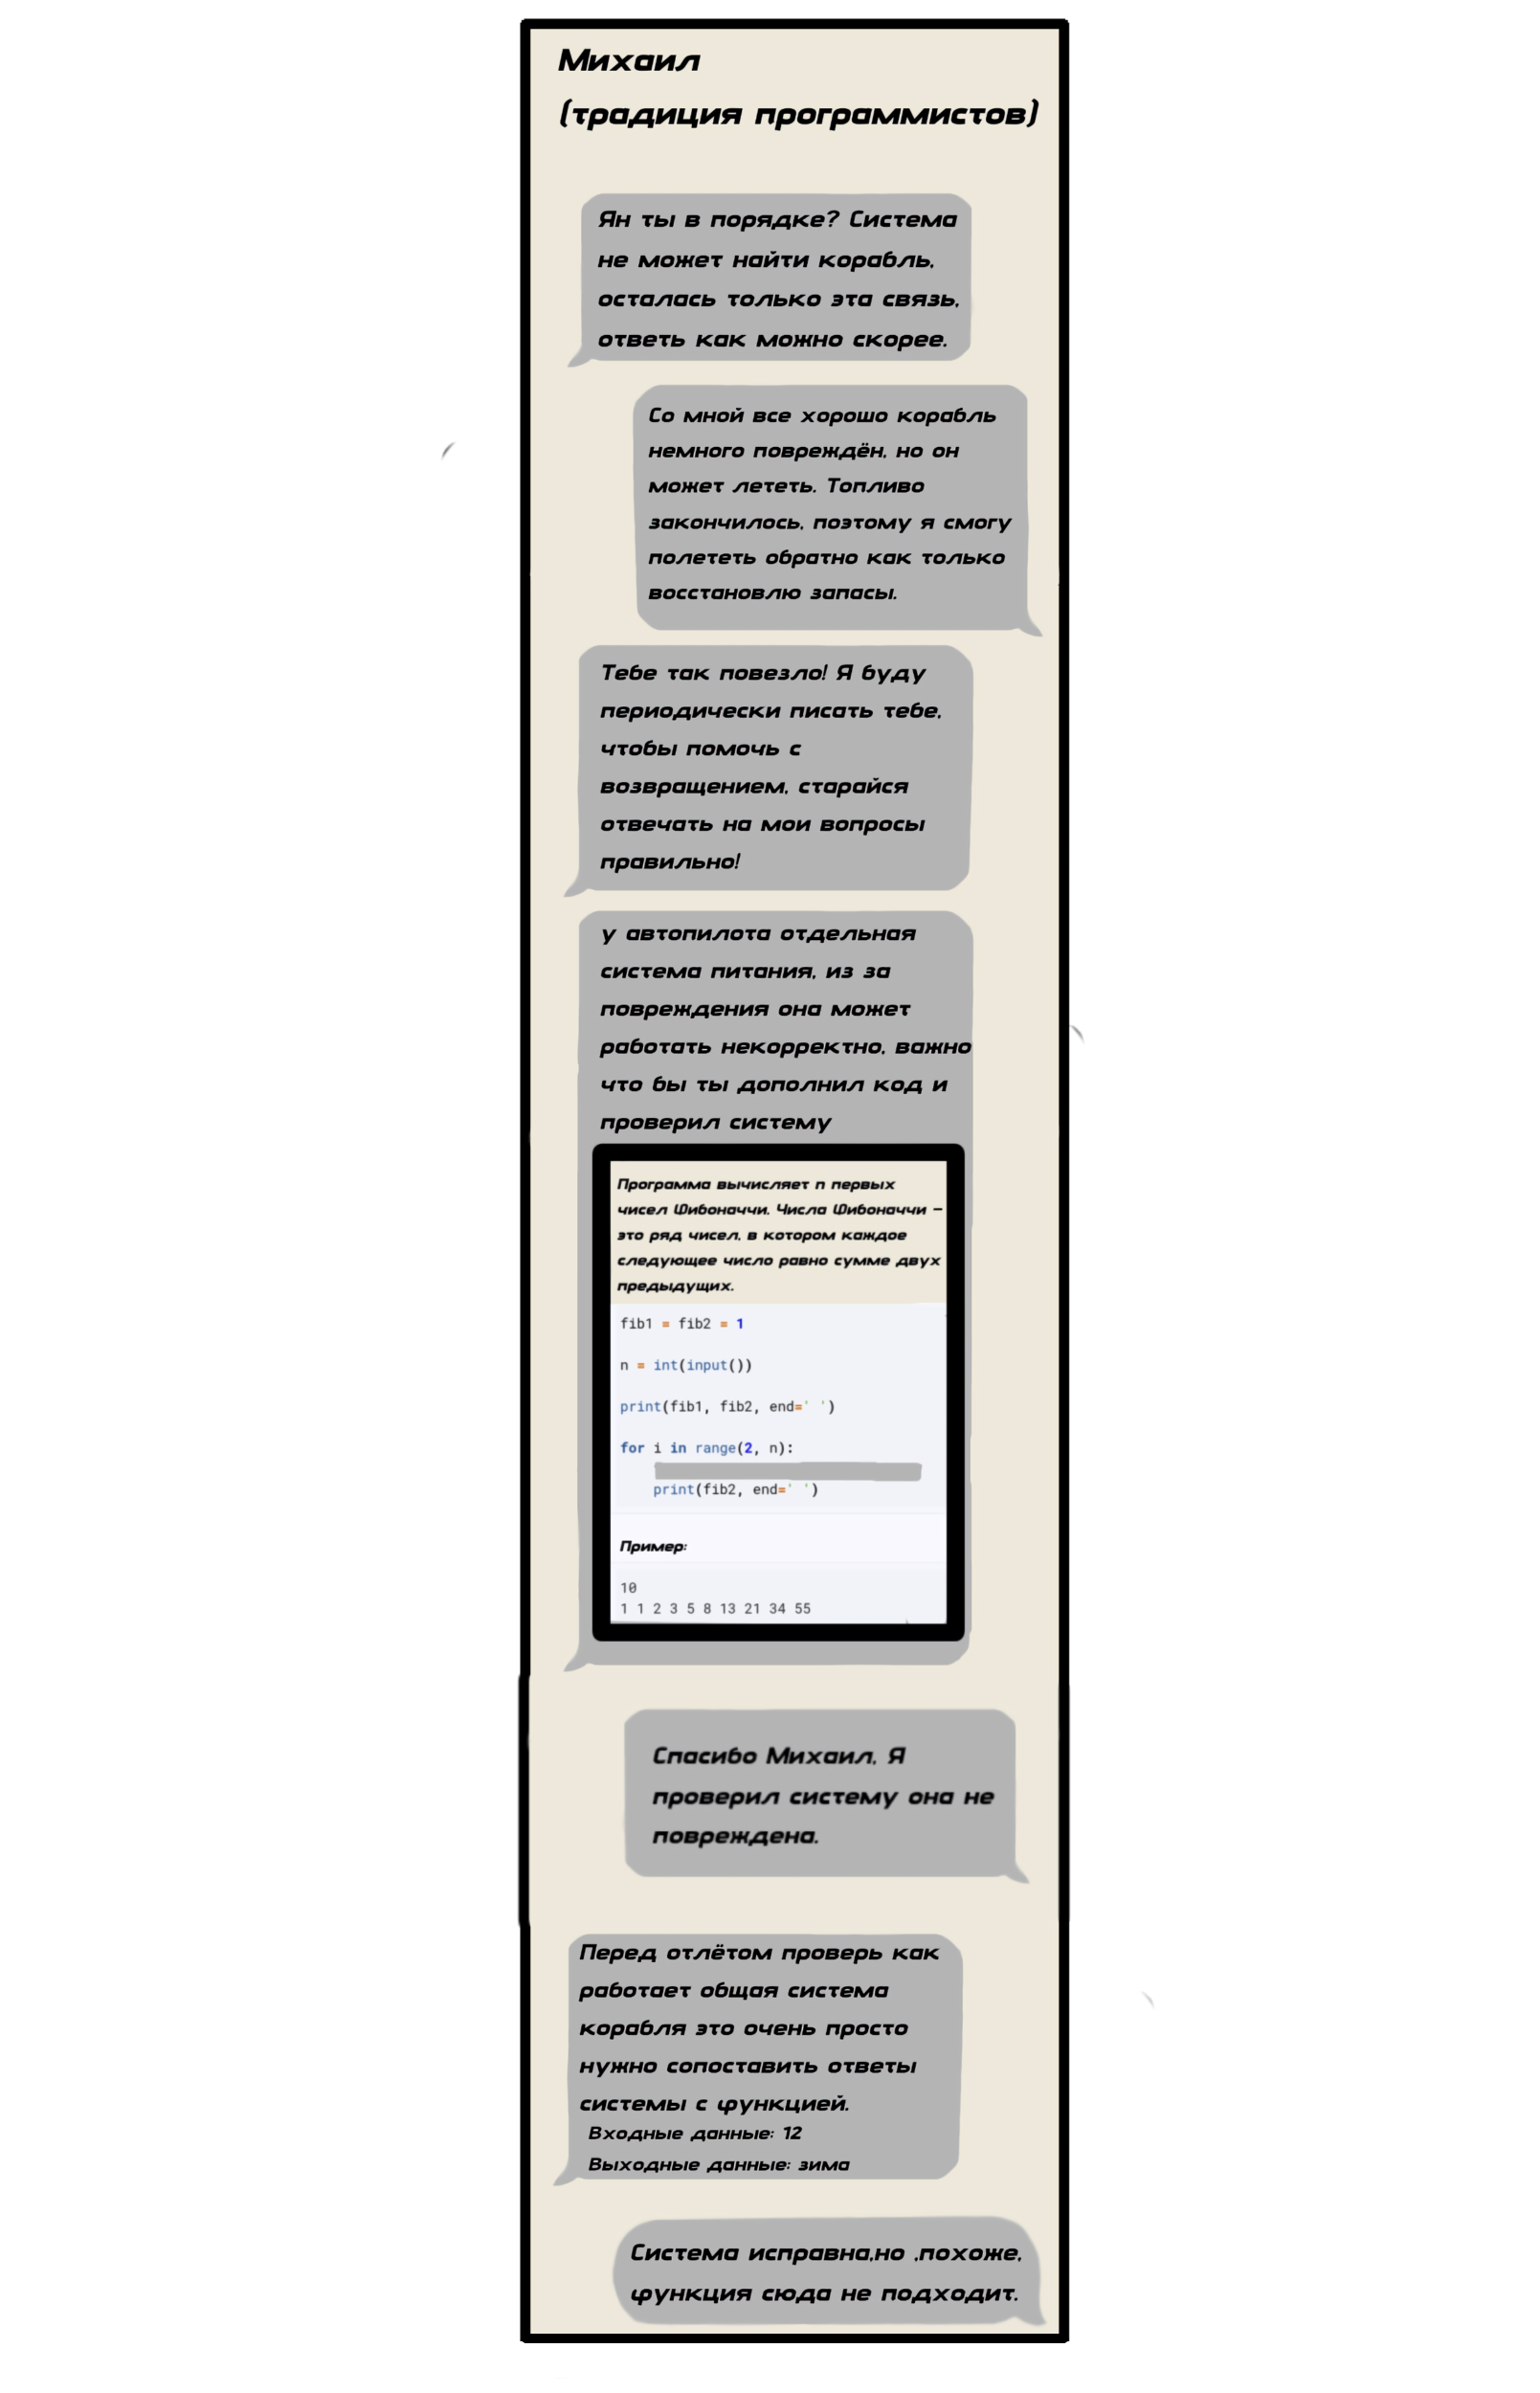 Михаил
(традиция программистов)
Ян ты в порядке? Система
не может найти корабль,
осталась только эта связь,
ответь как можно скорее.
Со мной все хорошо корабль
немного повреждён, но он
может лететь. Топливо
закончилось, поэтому я смогу
полететь обратно как только
восстановлю запасы.
Тебе так повезло! Я буду
периодически писать тебе,
чтобы помочь с
возвращением, старайся
отвечать на мои вопросы
правильно!
у автопилота отдельная
система питания, из за
повреждения она может
работать некорректно, важно
что бы ты дополнил код и
проверил систему
Программа вычисляет n первых
чисел Фибоначчи. Числа Фибоначчи –
это ряд чисел, в котором каждое
следующее число равно сумме двух
предыдущих.
fib1 = fib2 = 1
n = int(input())
print(fib1, fib2, end=' ')
for i in range(2, n):
print(fib2, end=' ')
Пример:
10
1 1 2 3 5 8 13 21 34 55
Спасибо Михаил, Я
проверил систему она не
повреждена.
Перед отлётом проверь как
работает общая система
корабля это очень просто
нужно сопоставить ответы
системы с функцией.
Входные данные: 12
Выходные данные: зима
Система исправна,но ,похоже,
функция сюда не подходит.